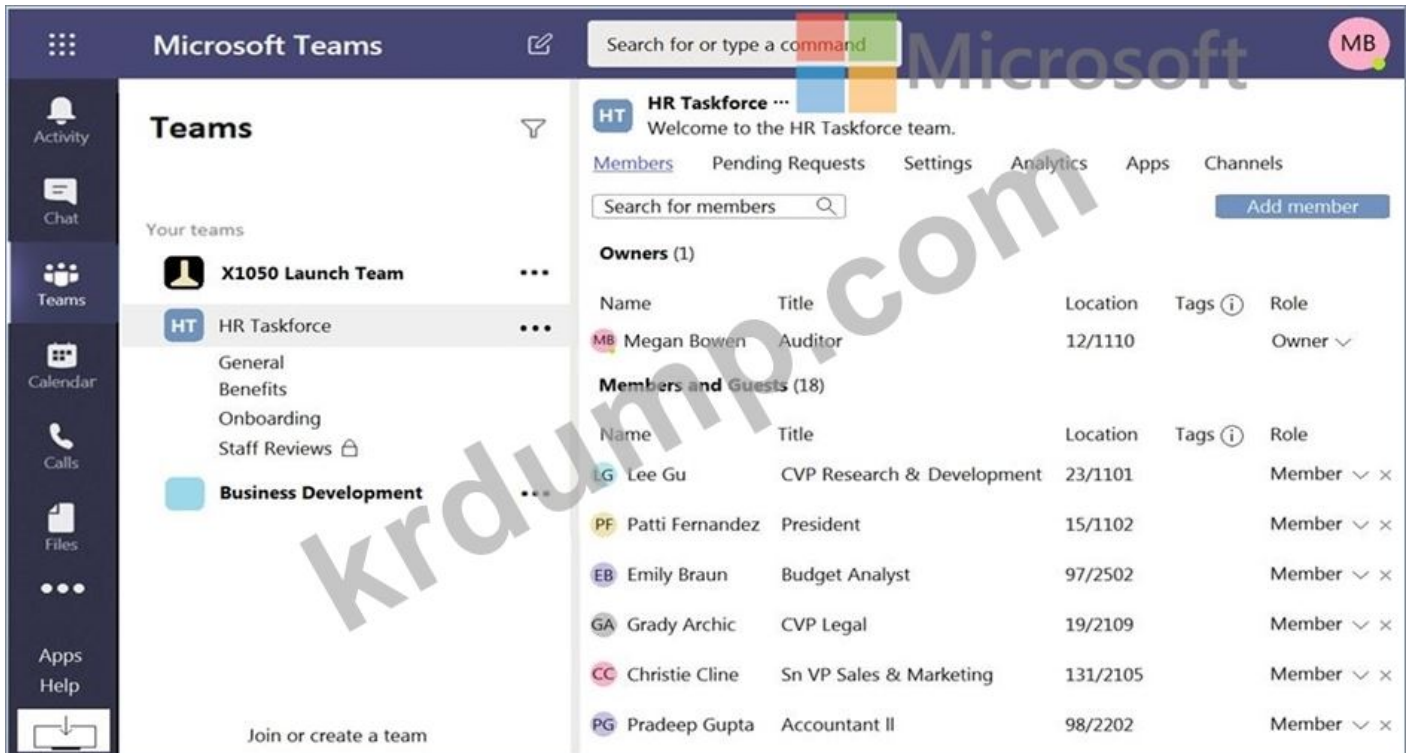 Microsoft Teams
Search for or type a command
Microsoft
MB
Activity
Chat
Teams
Calendar
Calls
Files
Apps
Help
Teams
Your teams
X1050 Launch Team
HT HR Taskforce
General
Benefits
Onboarding
Staff Reviews
Business Development
Join or create a team
HT
HR Taskforce ···
Welcome to the HR Taskforce team.
Members Pending Requests Settings Analytics Apps Channels
Search for members Add member
Owners (1)
Name Title Location Tags Role
MB Megan Bowen Auditor 12/1110 Owner
Members and Guests (18)
Name Title Location Tags Role
LG Lee Gu CVP Research & Development 23/1101 Member
PF Patti Fernandez President 15/1102 Member
EB Emily Braun Budget Analyst 97/2502 Member
GA Grady Archic CVP Legal 19/2109 Member
CC Christie Cline Sn VP Sales & Marketing 131/2105 Member
PG Pradeep Gupta Accountant ll 98/2202 Member
krdump.com